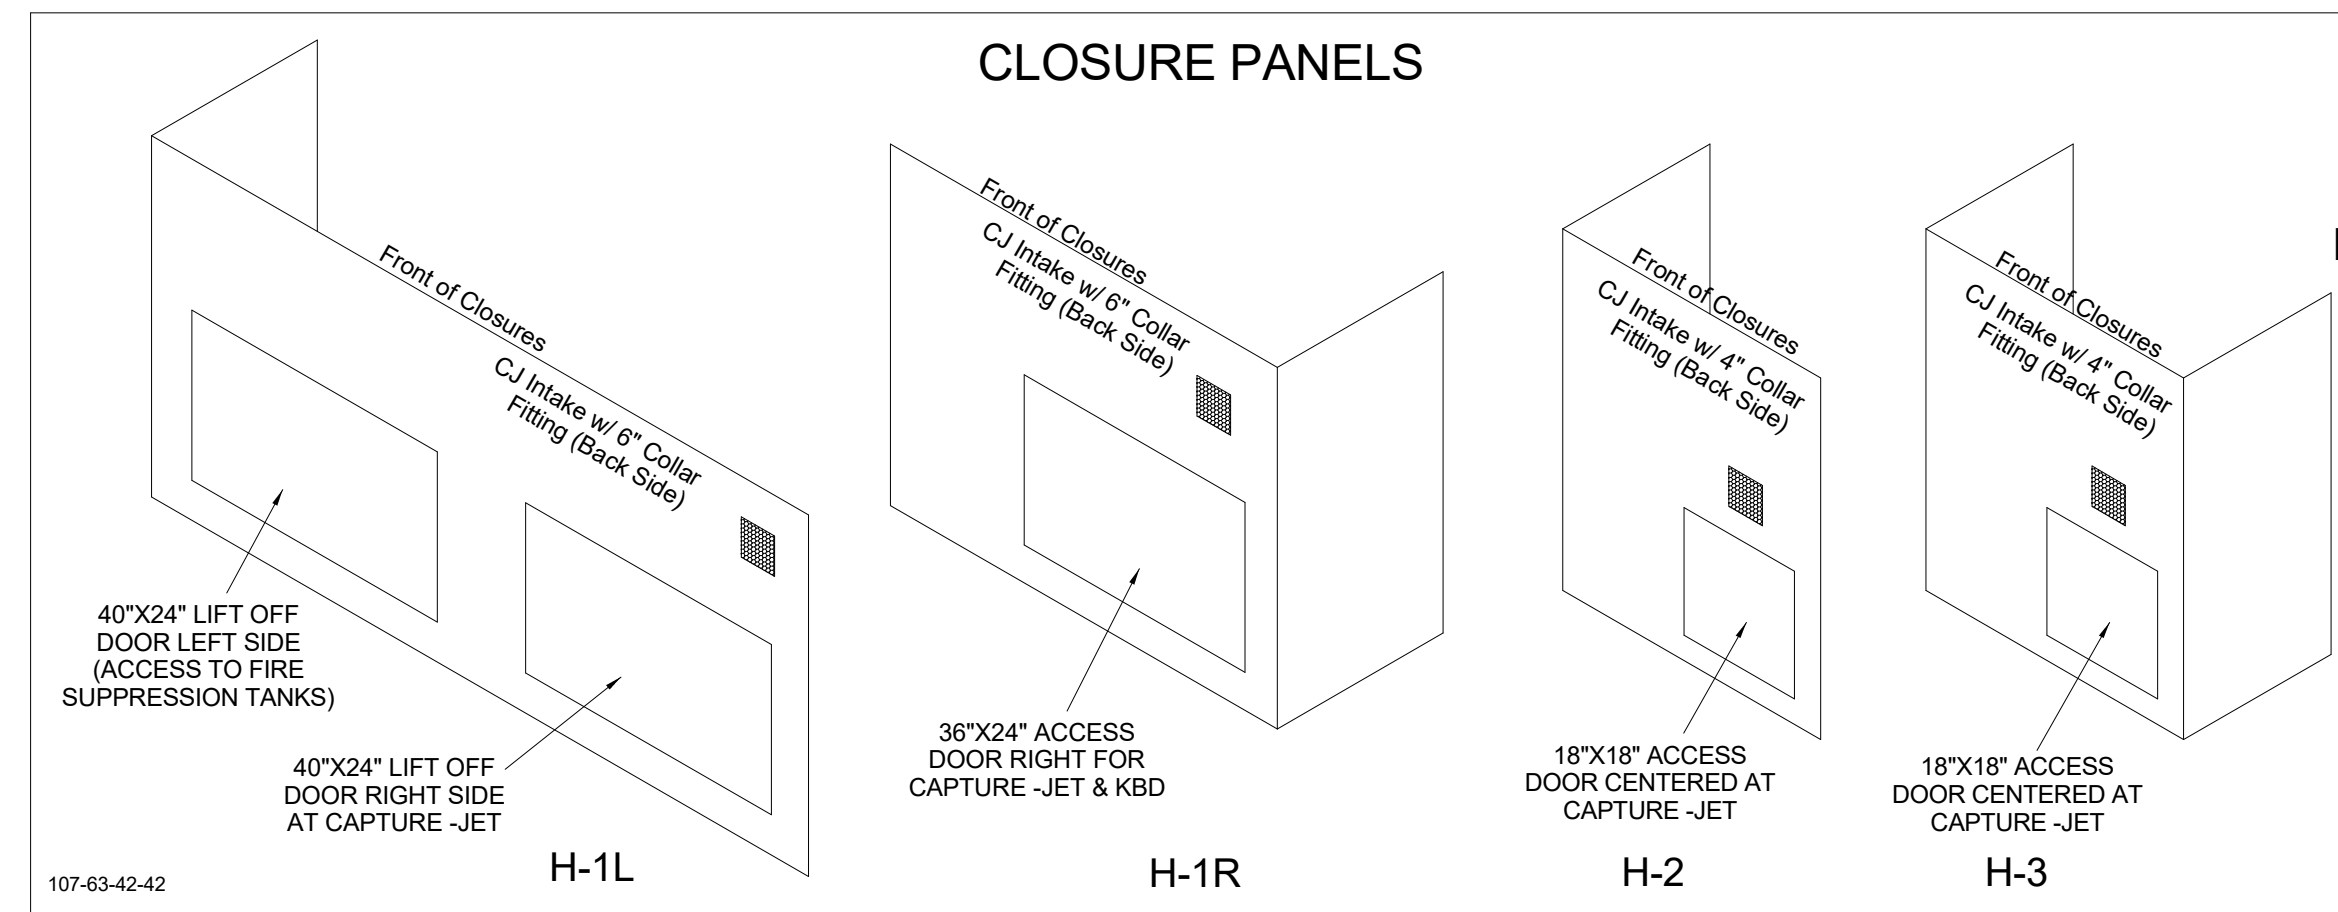 CLOSURE PANELS
Front of Closures
CJ Intake w/ 6" Collar
Fitting (Back Side)
40"X24" LIFT OFF
DOOR LEFT SIDE
(ACCESS TO FIRE
SUPPRESSION TANKS)
40"X24" LIFT OFF
DOOR RIGHT SIDE
AT CAPTURE -JET
H-1L
Front of Closures
CJ Intake w/ 6" Collar
Fitting (Back Side)
36"X24" ACCESS
DOOR RIGHT FOR
CAPTURE -JET & KBD
H-1R
Front of Closures
CJ Intake w/ 4" Collar
Fitting (Back Side)
18"X18" ACCESS
DOOR CENTERED AT
CAPTURE -JET
H-2
Front of Closures
CJ Intake w/ 4" Collar
Fitting (Back Side)
18"X18" ACCESS
DOOR CENTERED AT
CAPTURE -JET
H-3
107-63-42-42